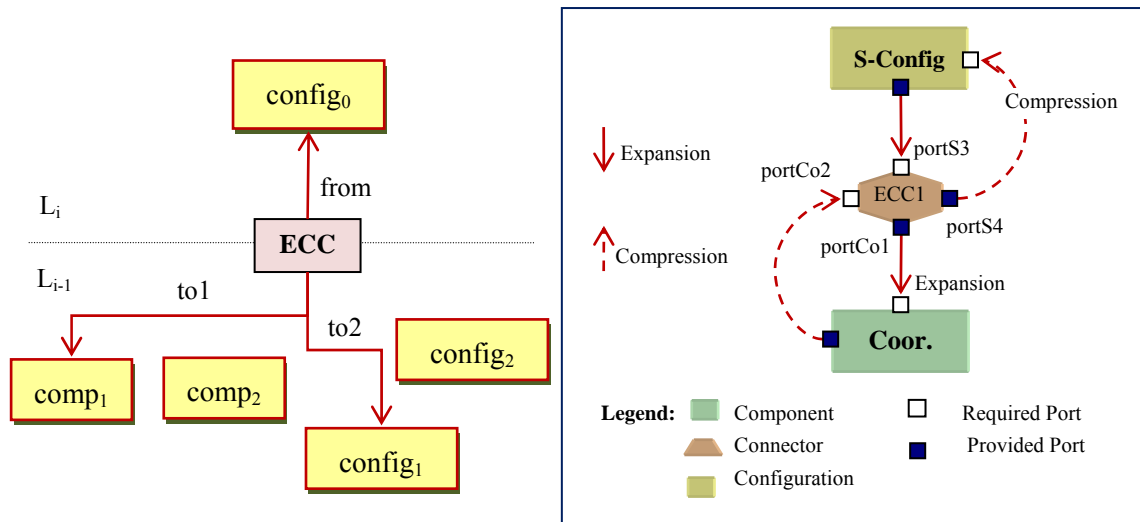 config₀
from
Lᵢ
ECC
Lᵢ₋₁
to1
to2
config₂
comp₁
comp₂
config₁
S-Config
Compression
Expansion
portS3
portCo2
ECC1
portS4
portCo1
Compression
Expansion
Coor.
Legend:
Component
Required Port
Connector
Provided Port
Configuration